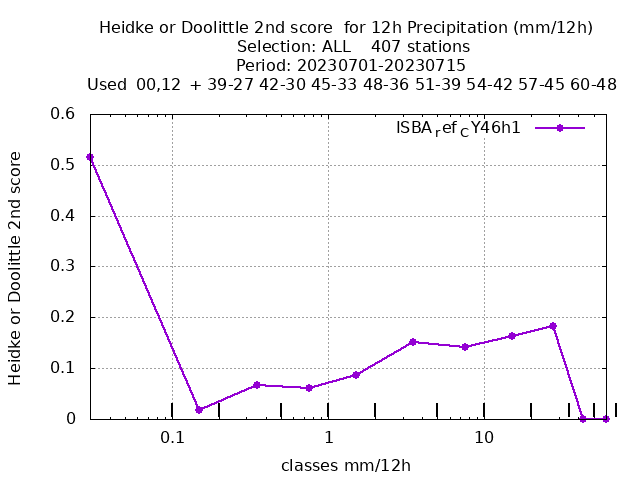 Heidke or Doolittle 2nd score  for 12h Precipitation (mm/12h)
Selection: ALL    407 stations
Period: 20230701-20230715
Used  00,12  + 39-27 42-30 45-33 48-36 51-39 54-42 57-45 60-48
ISBA_ref_CY46h1
0.6
0.5
0.4
0.3
0.2
0.1
0
Heidke or Doolittle 2nd score
0.1
1
10
classes mm/12h